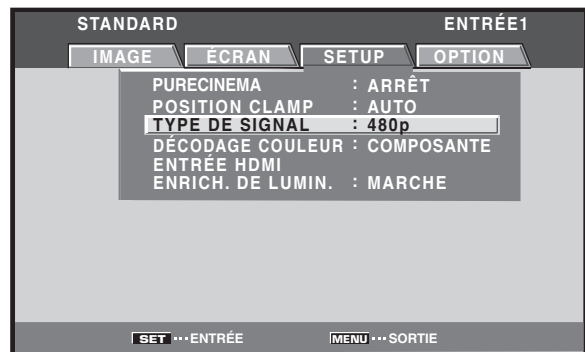 STANDARD ENTRÉE1
IMAGE ÉCRAN SETUP OPTION
PURECINEMA : ARRÊT
POSITION CLAMP : AUTO
TYPE DE SIGNAL : 480p
DÉCODAGE COULEUR : COMPOSANTE
ENTRÉE HDMI
ENRICH. DE LUMIN. : MARCHE
SET ···ENTRÉE MENU ···SORTIE